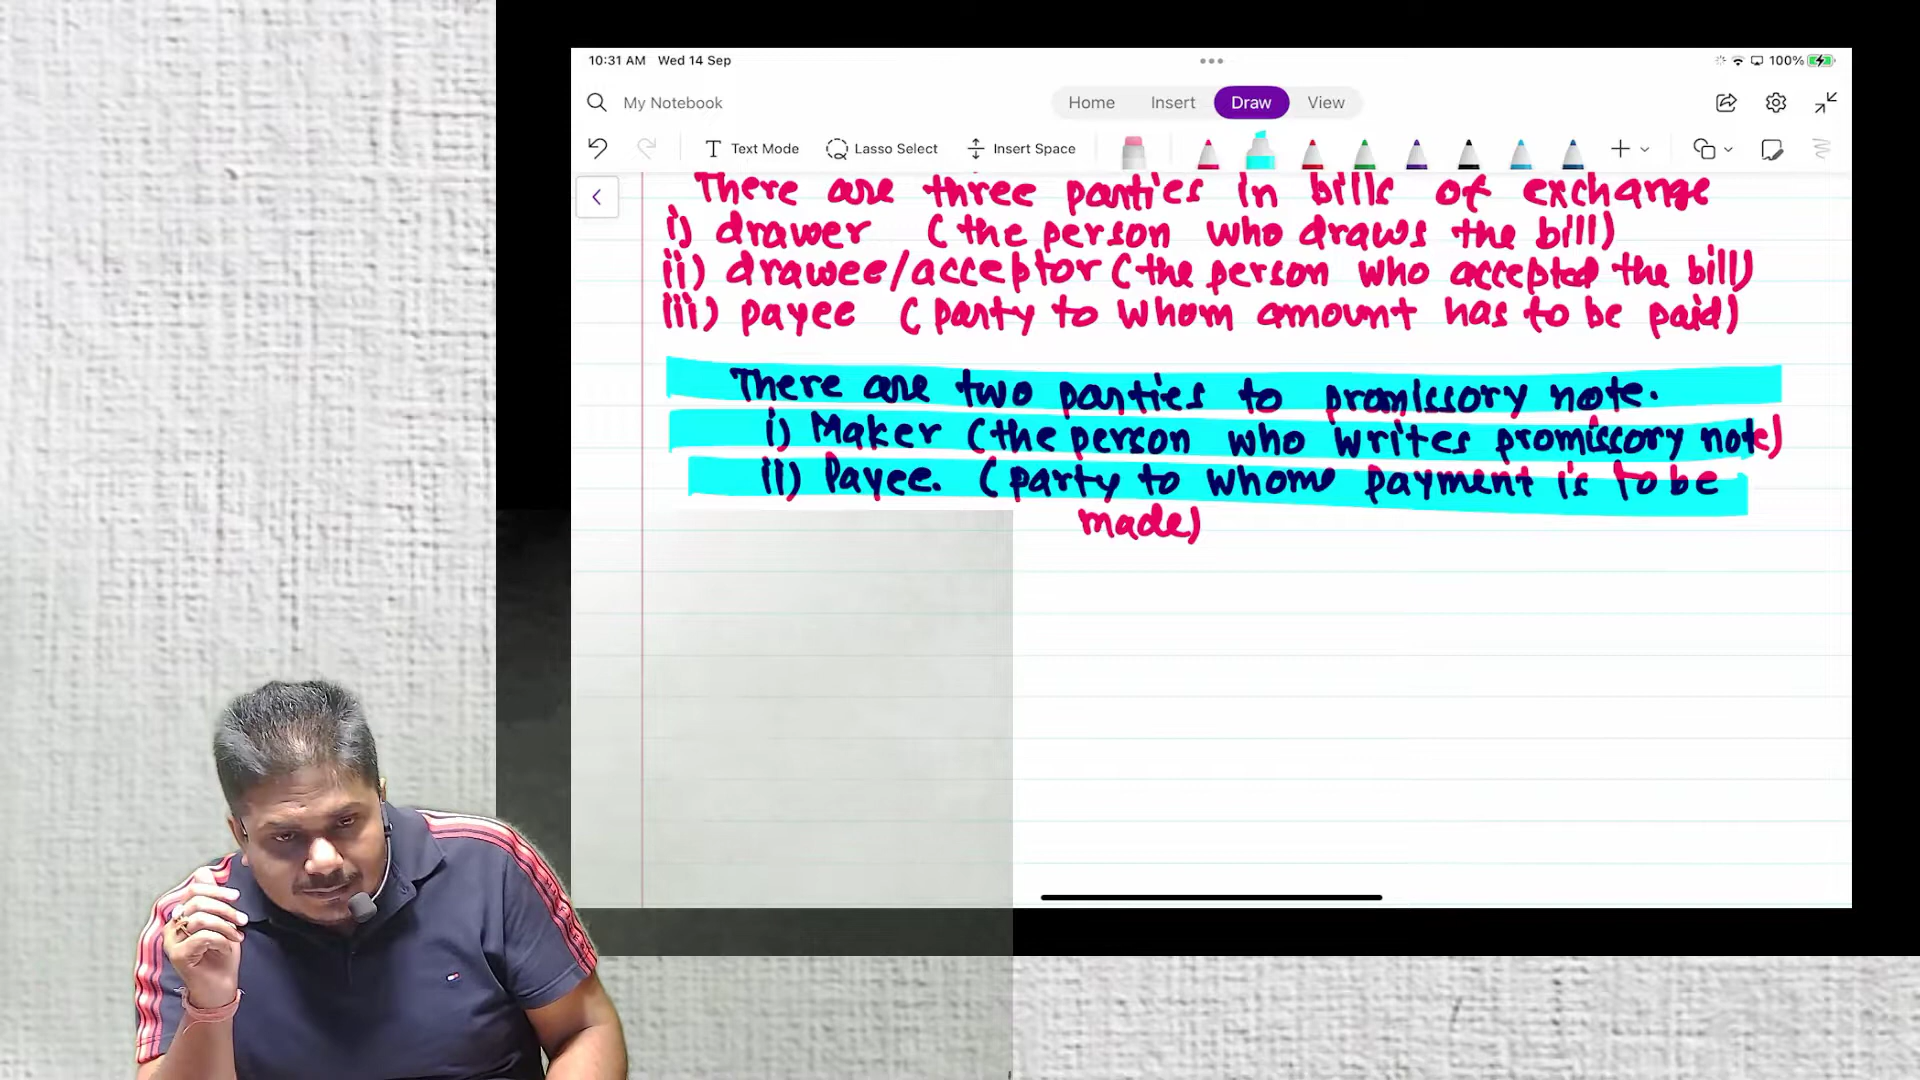 10:31 AM Wed 14 Sep
100%
My Notebook
Home Insert Draw View
Text Mode Lasso Select Insert Space
There are three parties in bills of exchange
i) drawer (the person who draws the bill)
ii) drawee/acceptor (the person who accepted the bill)
iii) payee (party to whom amount has to be paid)
There are two parties to promissory note.
i) Maker (the person who writes promissory note)
ii) Payee. (party to whom payment is to be
made)